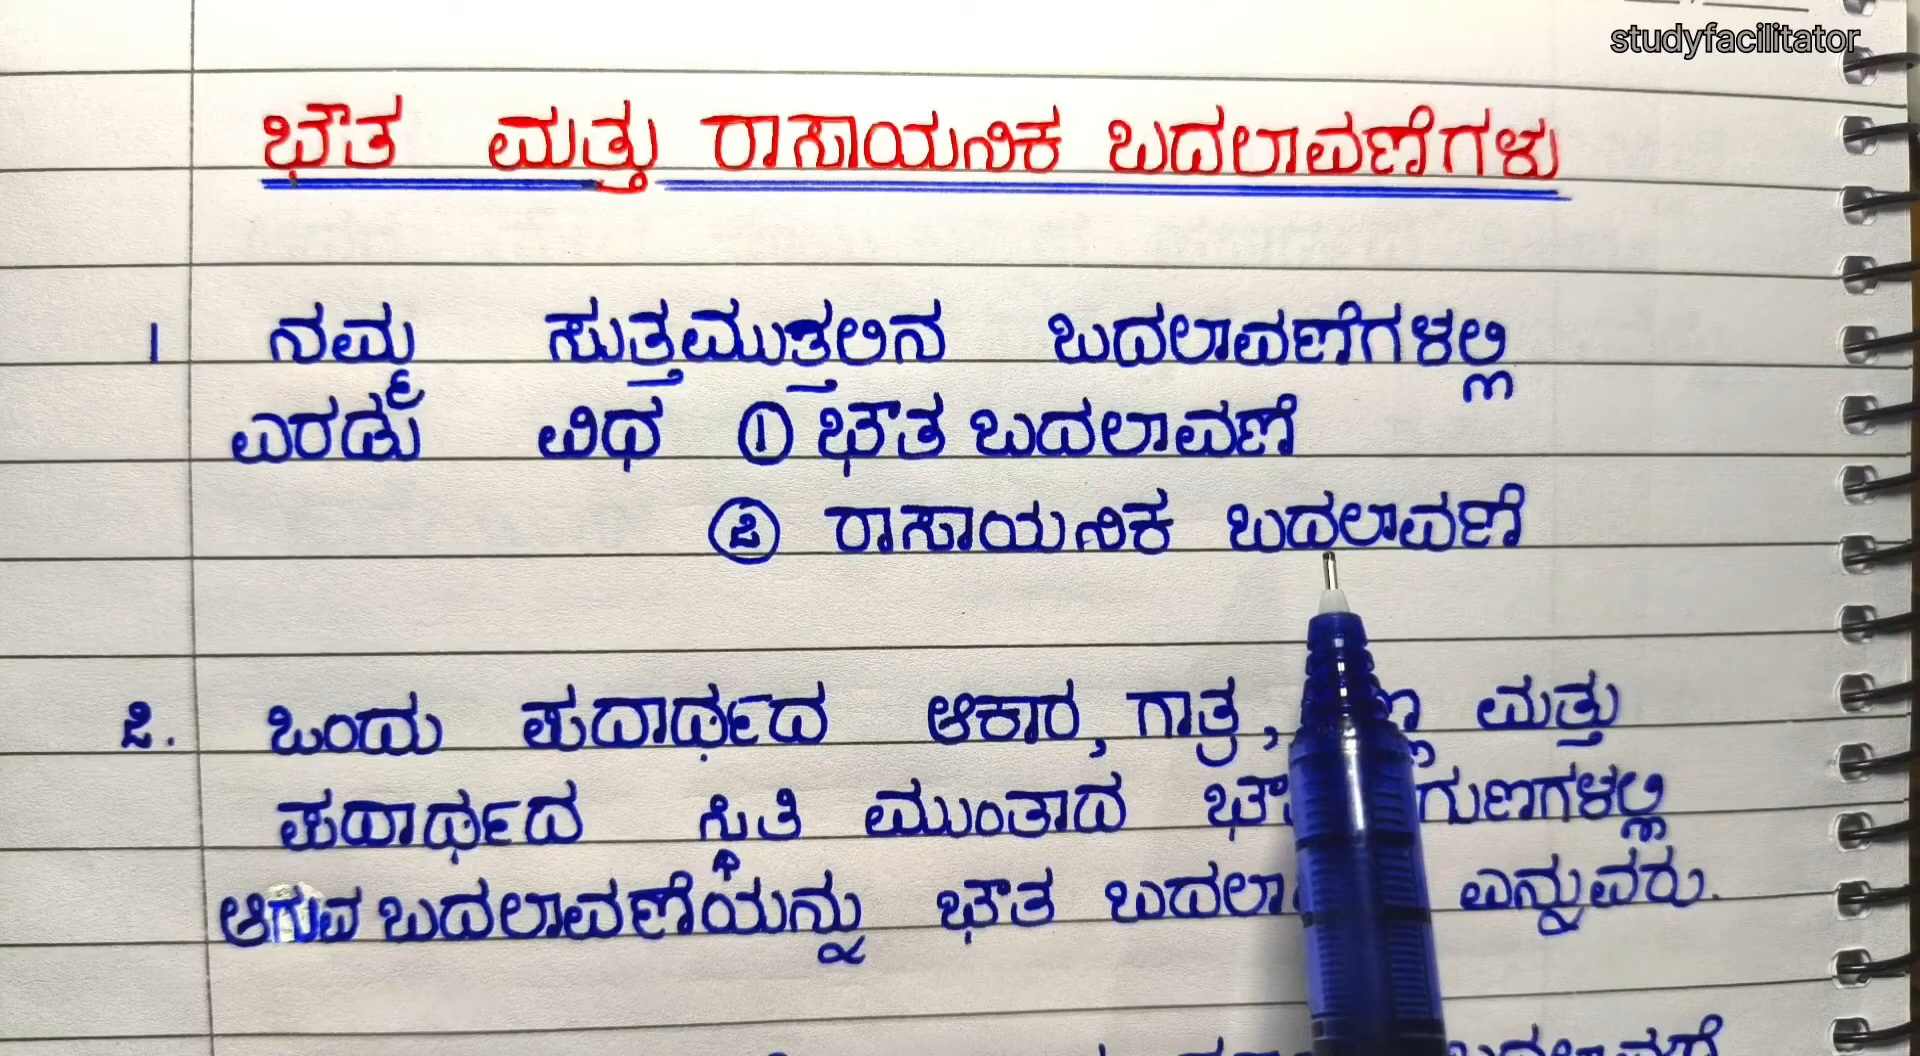 studyfacilitator
ಭೌತ ಮತ್ತು ರಾಸಾಯನಿಕ ಬದಲಾವಣೆಗಳು
1 ನಮ್ಮ ಸುತ್ತಮುತ್ತಲಿನ ಬದಲಾವಣೆಗಳಲ್ಲಿ
ಎರಡು ವಿಧ ① ಭೌತ ಬದಲಾವಣೆ
② ರಾಸಾಯನಿಕ ಬದಲಾವಣೆ
೨. ಒಂದು ಪದಾರ್ಥದ ಆಕಾರ, ಗಾತ್ರ, ಮತ್ತು
ಪದಾರ್ಥದ ಸ್ಥಿತಿ ಮುಂತಾದ ಗುಣಗಳಲ್ಲಿ
ಆಗುವ ಬದಲಾವಣೆಯನ್ನು ಭೌತ ಎನ್ನುವರು.